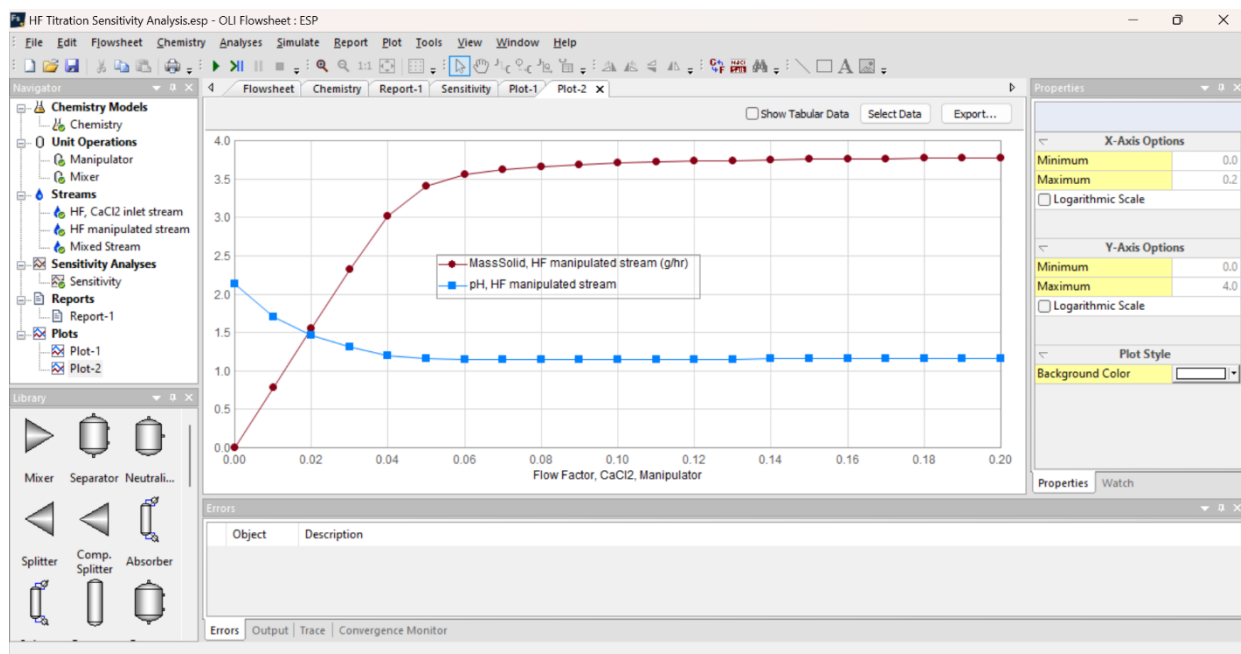 HF Titration Sensitivity Analysis.esp - OLI Flowsheet : ESP
File Edit Flowsheet Chemistry Analyses Simulate Report Plot Tools View Window Help
1:1
Navigator
Chemistry Models
Chemistry
Unit Operations
Manipulator
Mixer
Streams
HF, CaCl2 inlet stream
HF manipulated stream
Mixed Stream
Sensitivity Analyses
Sensitivity
Reports
Report-1
Plots
Plot-1
Plot-2
Library
Mixer Separator Neutrali...
Splitter Comp. Splitter Absorber
Flowsheet Chemistry Report-1 Sensitivity Plot-1 Plot-2
Show Tabular Data Select Data Export...
4.0
3.5
3.0
2.5
2.0
1.5
1.0
0.5
0.0
MassSolid, HF manipulated stream (g/hr)
pH, HF manipulated stream
0.00 0.02 0.04 0.06 0.08 0.10 0.12 0.14 0.16 0.18 0.20
Flow Factor, CaCl2, Manipulator
Errors
Object Description
Errors Output Trace Convergence Monitor
Properties
X-Axis Options
Minimum 0.0
Maximum 0.2
Logarithmic Scale
Y-Axis Options
Minimum 0.0
Maximum 4.0
Logarithmic Scale
Plot Style
Background Color
Properties Watch